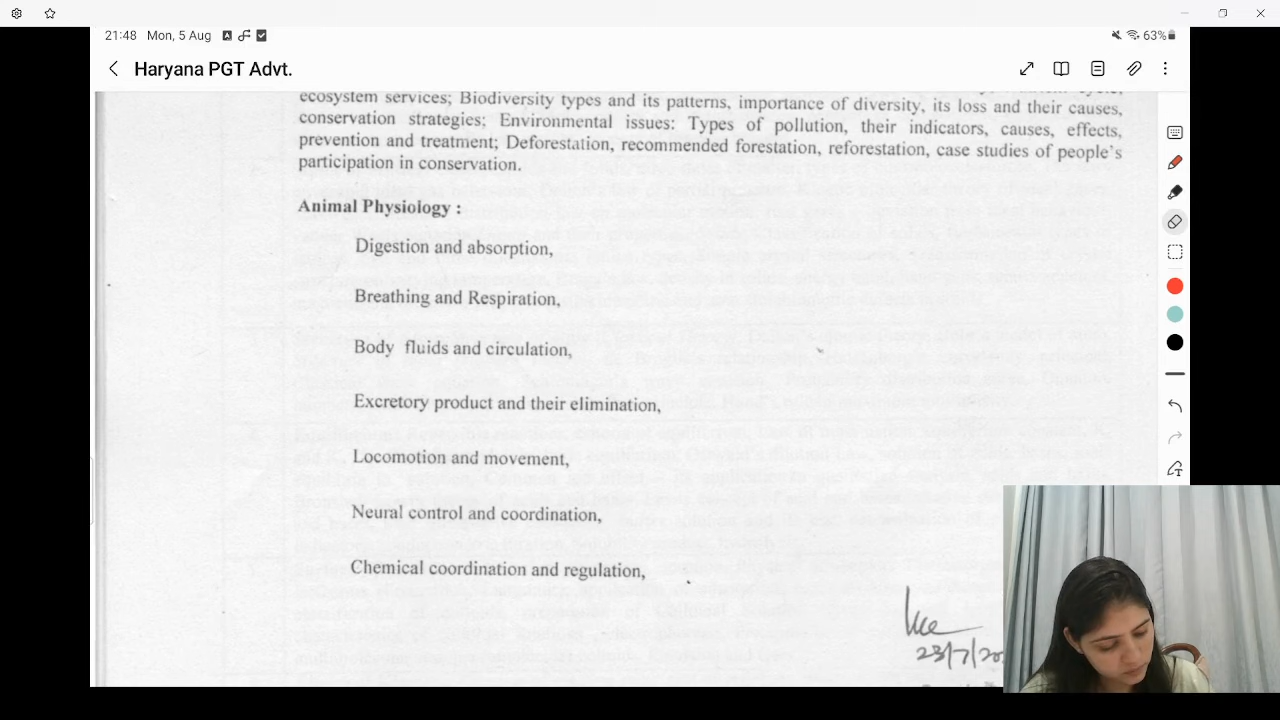 21:48 Mon, 5 Aug
63%
Haryana PGT Advt.
ecosystem services; Biodiversity types and its patterns, importance of diversity, its loss and their causes,
conservation strategies; Environmental issues: Types of pollution, their indicators, causes, effects,
prevention and treatment; Deforestation, recommended forestation, reforestation, case studies of people's
participation in conservation.
Animal Physiology :
Digestion and absorption,
Breathing and Respiration,
Body fluids and circulation,
Excretory product and their elimination,
Locomotion and movement,
Neural control and coordination,
Chemical coordination and regulation,
23/7/20